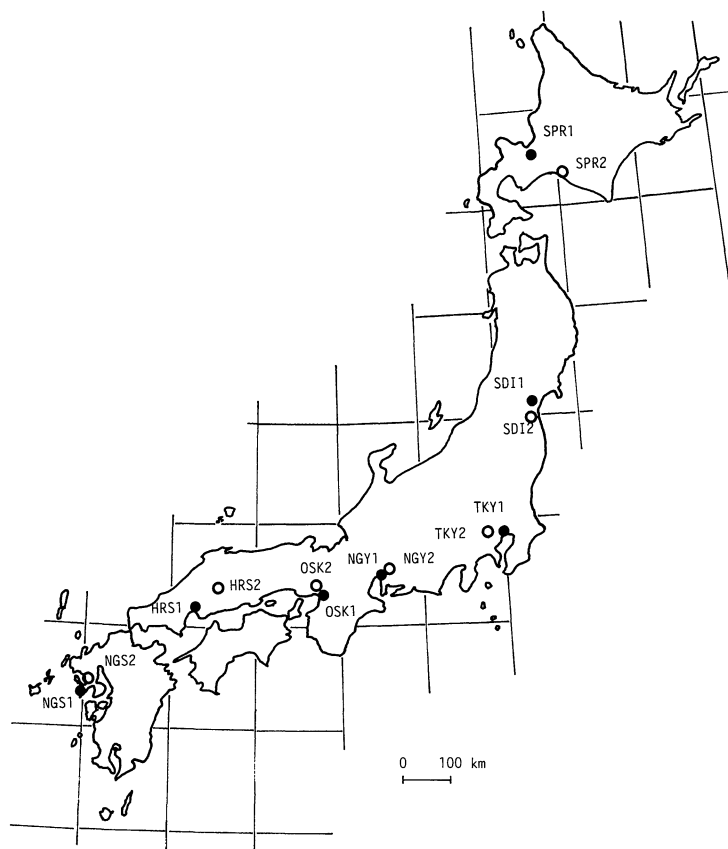 SPR1
SPR2
SDI1
SDI2
TKY1
TKY2
NGY1
NGY2
OSK2
HRS2
HRS1
OSK1
NGS2
NGS1
0 100 km